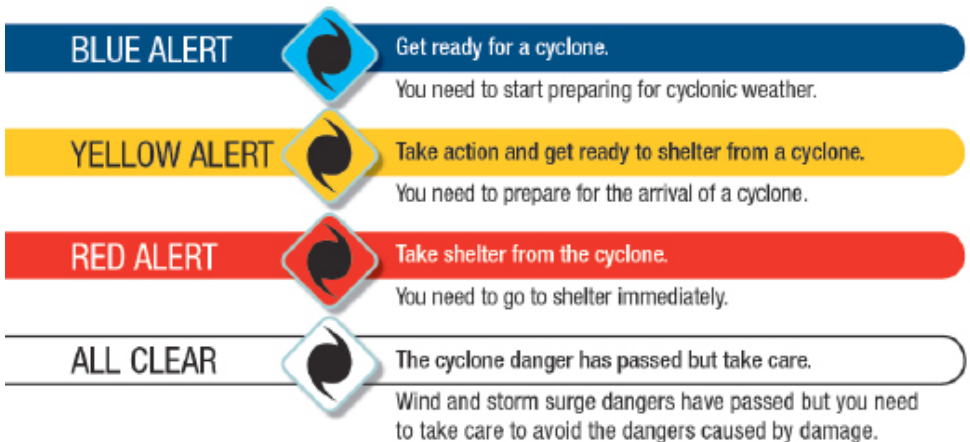 BLUE ALERT
Get ready for a cyclone.
You need to start preparing for cyclonic weather.
YELLOW ALERT
Take action and get ready to shelter from a cyclone.
You need to prepare for the arrival of a cyclone.
RED ALERT
Take shelter from the cyclone.
You need to go to shelter immediately.
ALL CLEAR
The cyclone danger has passed but take care.
Wind and storm surge dangers have passed but you need
to take care to avoid the dangers caused by damage.